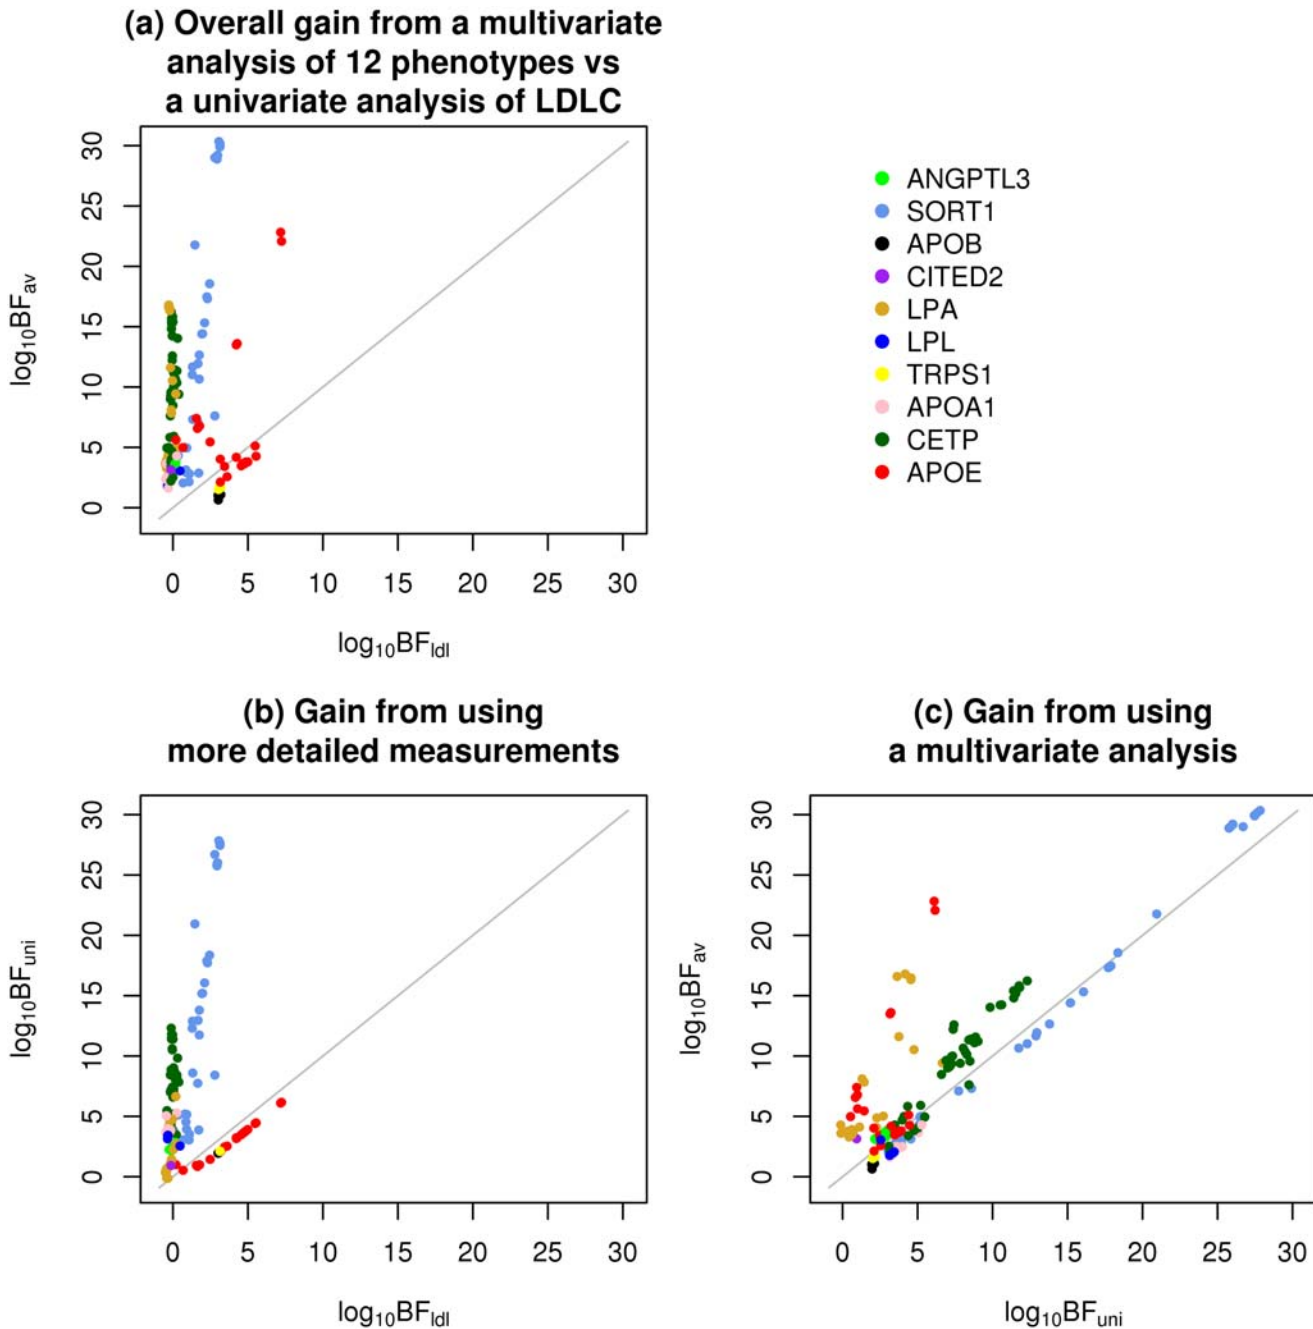 (a) Overall gain from a multivariate
analysis of 12 phenotypes vs
a univariate analysis of LDLC
log₁₀BFav
30
25
20
15
10
5
0
0 5 10 15 20 25 30
log₁₀BFldl
ANGPTL3
SORT1
APOB
CITED2
LPA
LPL
TRPS1
APOA1
CETP
APOE
(b) Gain from using
more detailed measurements
log₁₀BFuni
30
25
20
15
10
5
0
0 5 10 15 20 25 30
log₁₀BFldl
(c) Gain from using
a multivariate analysis
log₁₀BFav
30
25
20
15
10
5
0
0 5 10 15 20 25 30
log₁₀BFuni